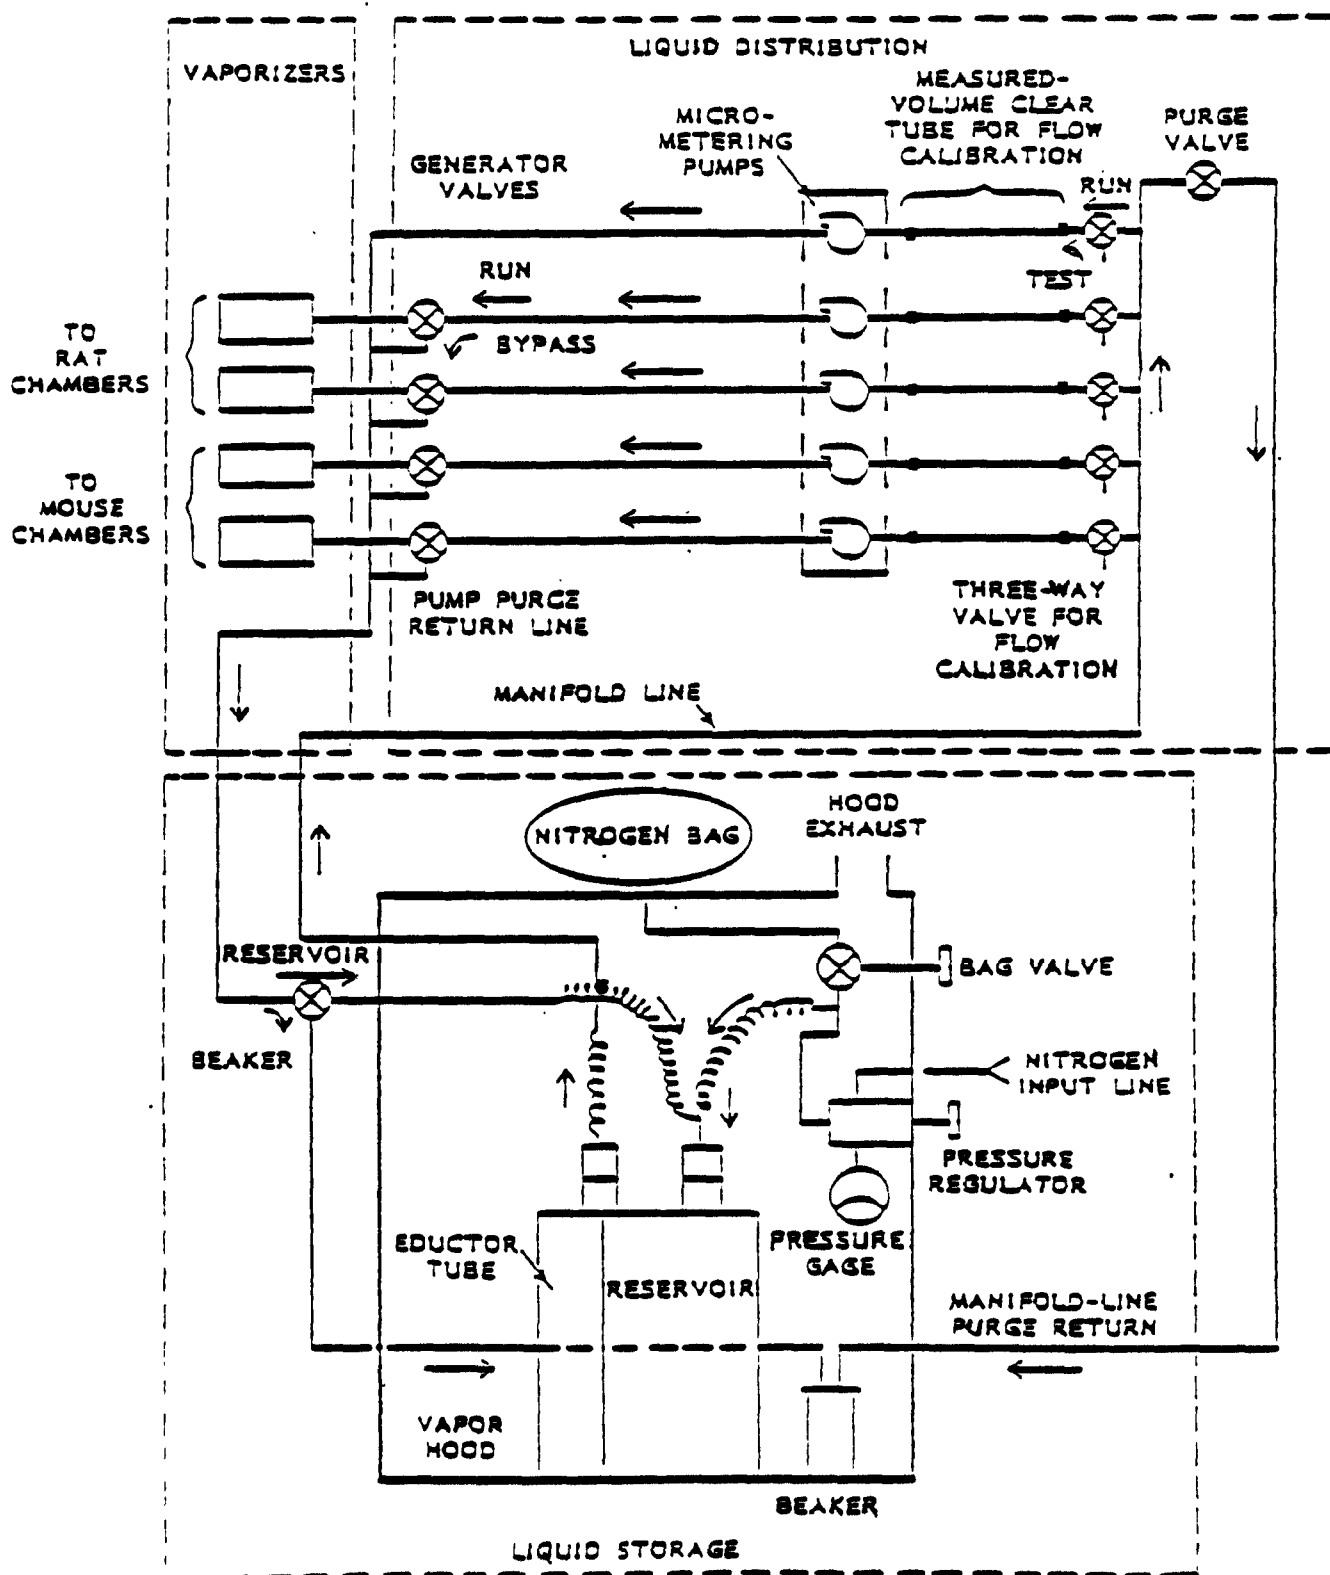 LIQUID DISTRIBUTION
VAPORIZERS
MEASURED-
VOLUME CLEAR
TUBE FOR FLOW
CALIBRATION
MICRO-
METERING
PUMPS
PURGE
VALVE
GENERATOR
VALVES
RUN
TEST
RUN
BYPASS
TO
RAT
CHAMBERS
TO
MOUSE
CHAMBERS
PUMP PURGE
RETURN LINE
THREE-WAY
VALVE FOR
FLOW
CALIBRATION
MANIFOLD LINE
NITROGEN BAG
HOOD
EXHAUST
RESERVOIR
BAG VALVE
BEAKER
NITROGEN
INPUT LINE
PRESSURE
REGULATOR
EDUCTOR
TUBE
RESERVOIR
PRESSURE
GAGE
MANIFOLD-LINE
PURGE RETURN
VAPOR
HOOD
BEAKER
LIQUID STORAGE